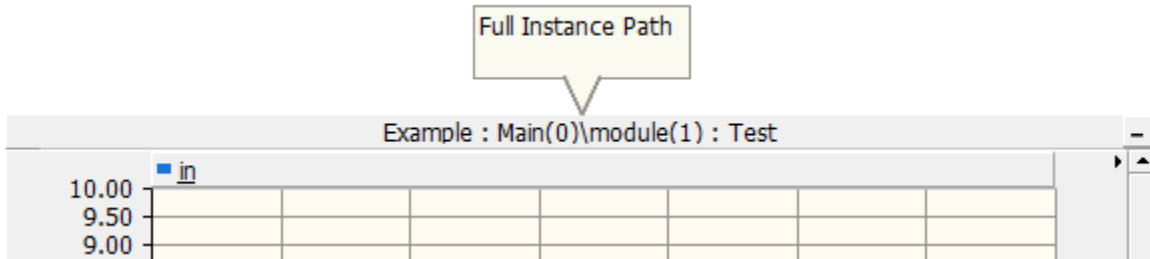 Full Instance Path
Example : Main(0)\module(1) : Test
in
10.00
9.50
9.00